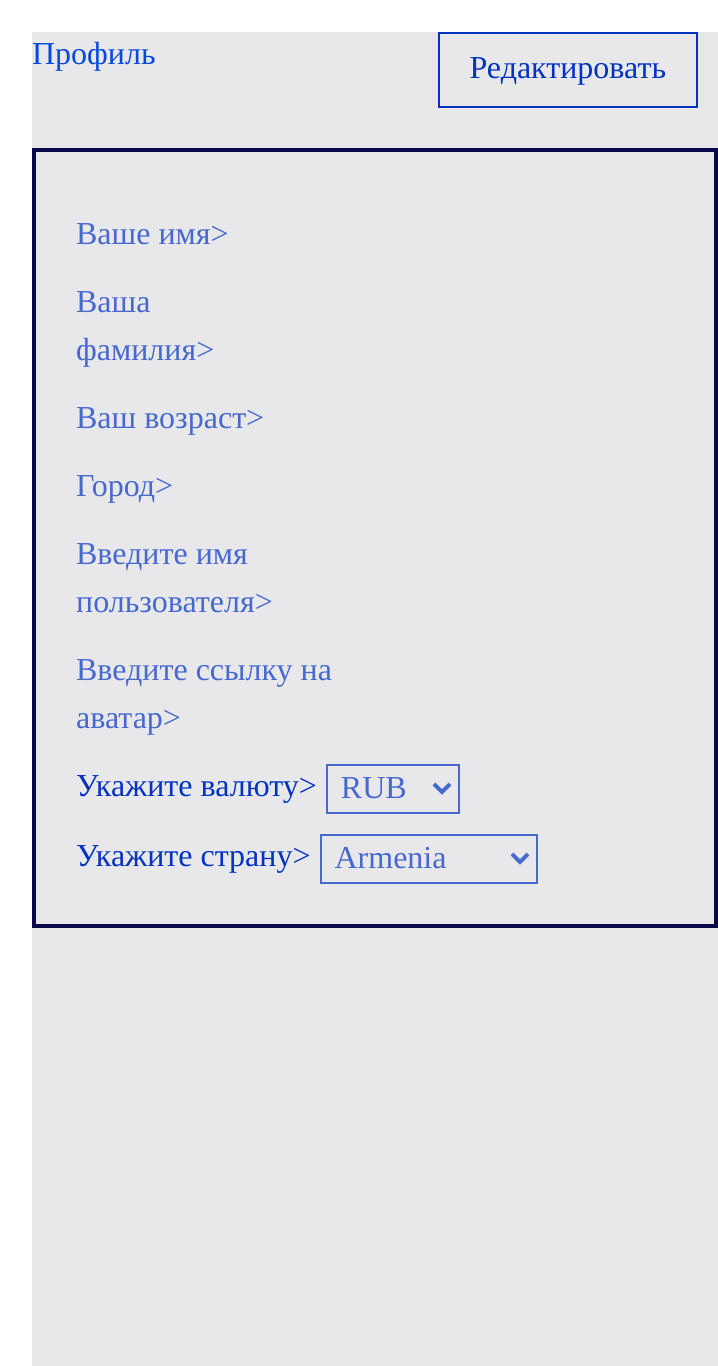 Профиль
Редактировать
Ваше имя>
Ваша
фамилия>
Ваш возраст>
Город>
Введите имя
пользователя>
Введите ссылку на
аватар>
Укажите валюту> RUB
Укажите страну> Armenia